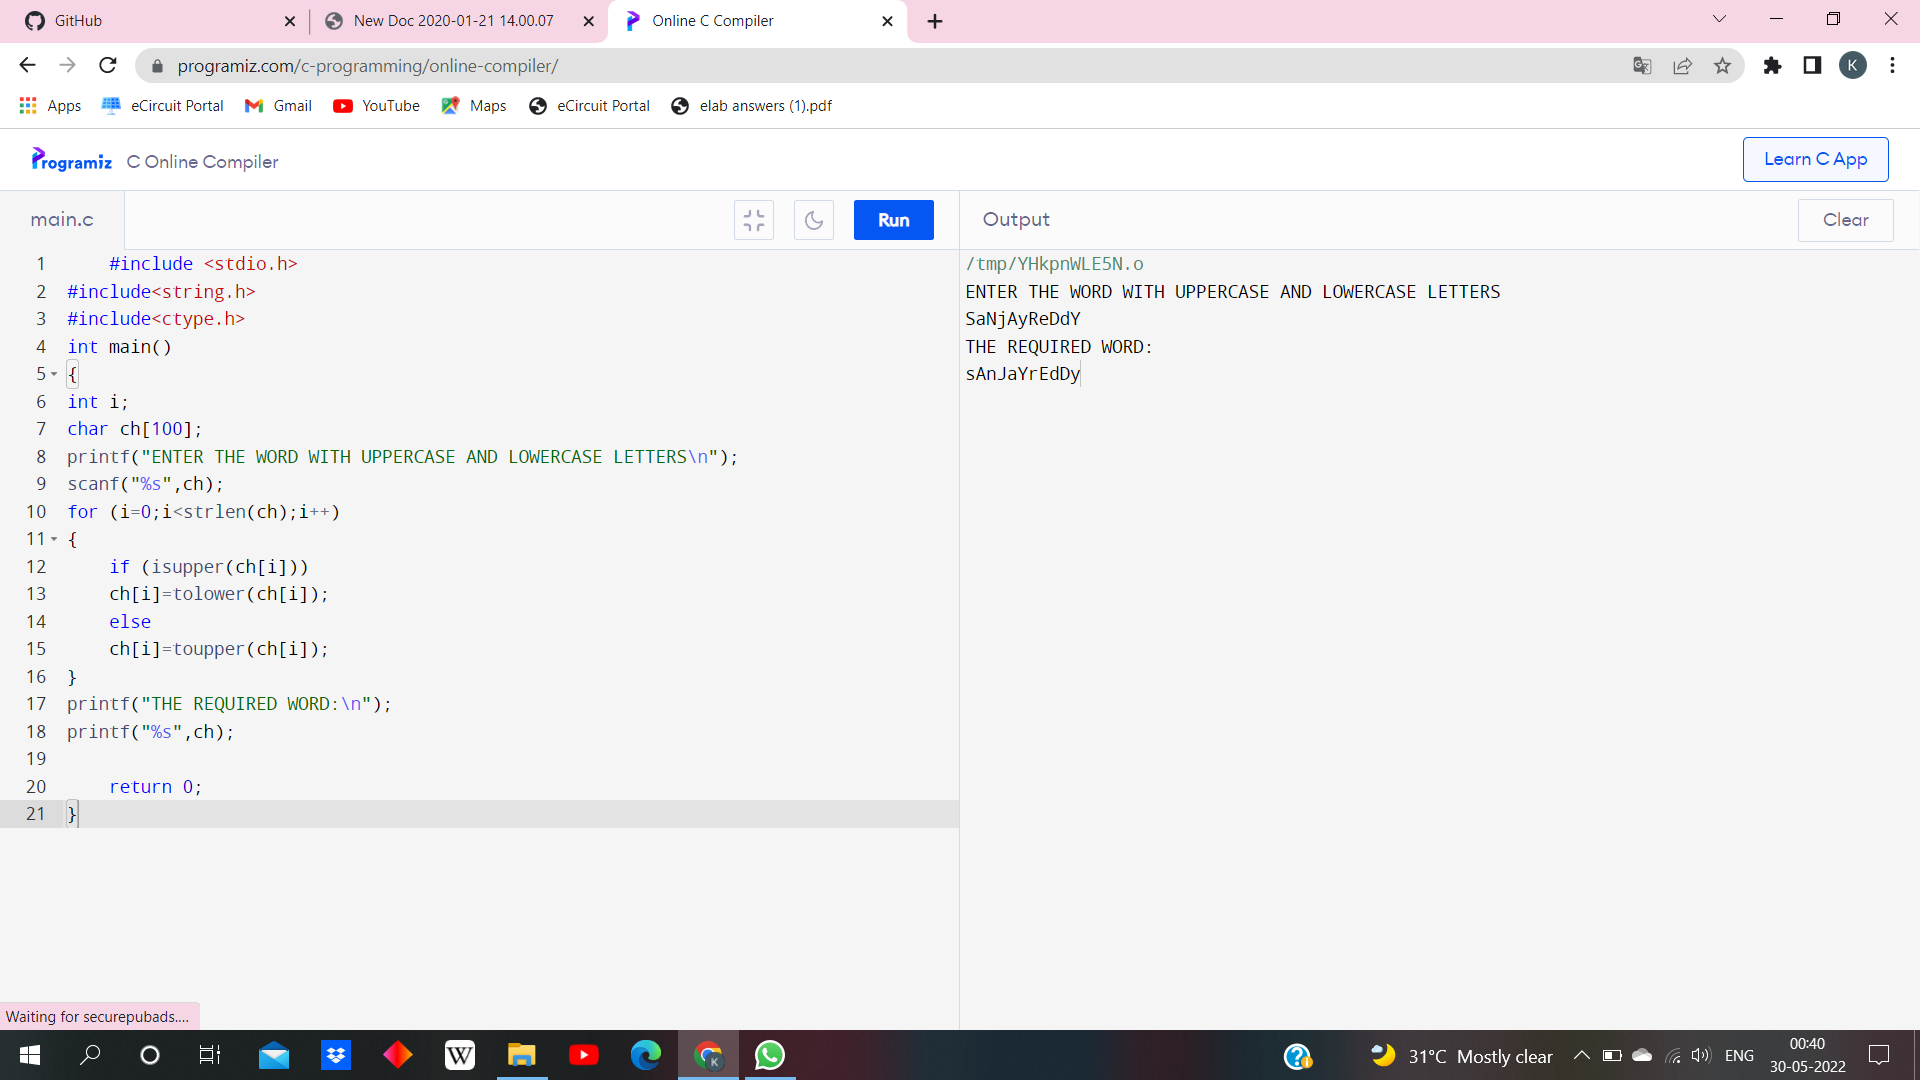 GitHub
New Doc 2020-01-21 14.00.07
Online C Compiler
programiz.com/c-programming/online-compiler/
K
Apps
eCircuit Portal
Gmail
YouTube
Maps
eCircuit Portal
elab answers (1).pdf
Programiz
C Online Compiler
Learn C App
main.c
Run
Output
Clear
1 #include <stdio.h>
2 #include<string.h>
3 #include<ctype.h>
4 int main()
5 {
6 int i;
7 char ch[100];
8 printf("ENTER THE WORD WITH UPPERCASE AND LOWERCASE LETTERS\n");
9 scanf("%s",ch);
10 for (i=0;i<strlen(ch);i++)
11 {
12 if (isupper(ch[i]))
13 ch[i]=tolower(ch[i]);
14 else
15 ch[i]=toupper(ch[i]);
16 }
17 printf("THE REQUIRED WORD:\n");
18 printf("%s",ch);
19
20 return 0;
21 }
/tmp/YHkpnWLE5N.o
ENTER THE WORD WITH UPPERCASE AND LOWERCASE LETTERS
SaNjAyReDdY
THE REQUIRED WORD:
sAnJaYrEdDy
Waiting for securepubads....
W
K
31°C Mostly clear
ENG
00:40
30-05-2022